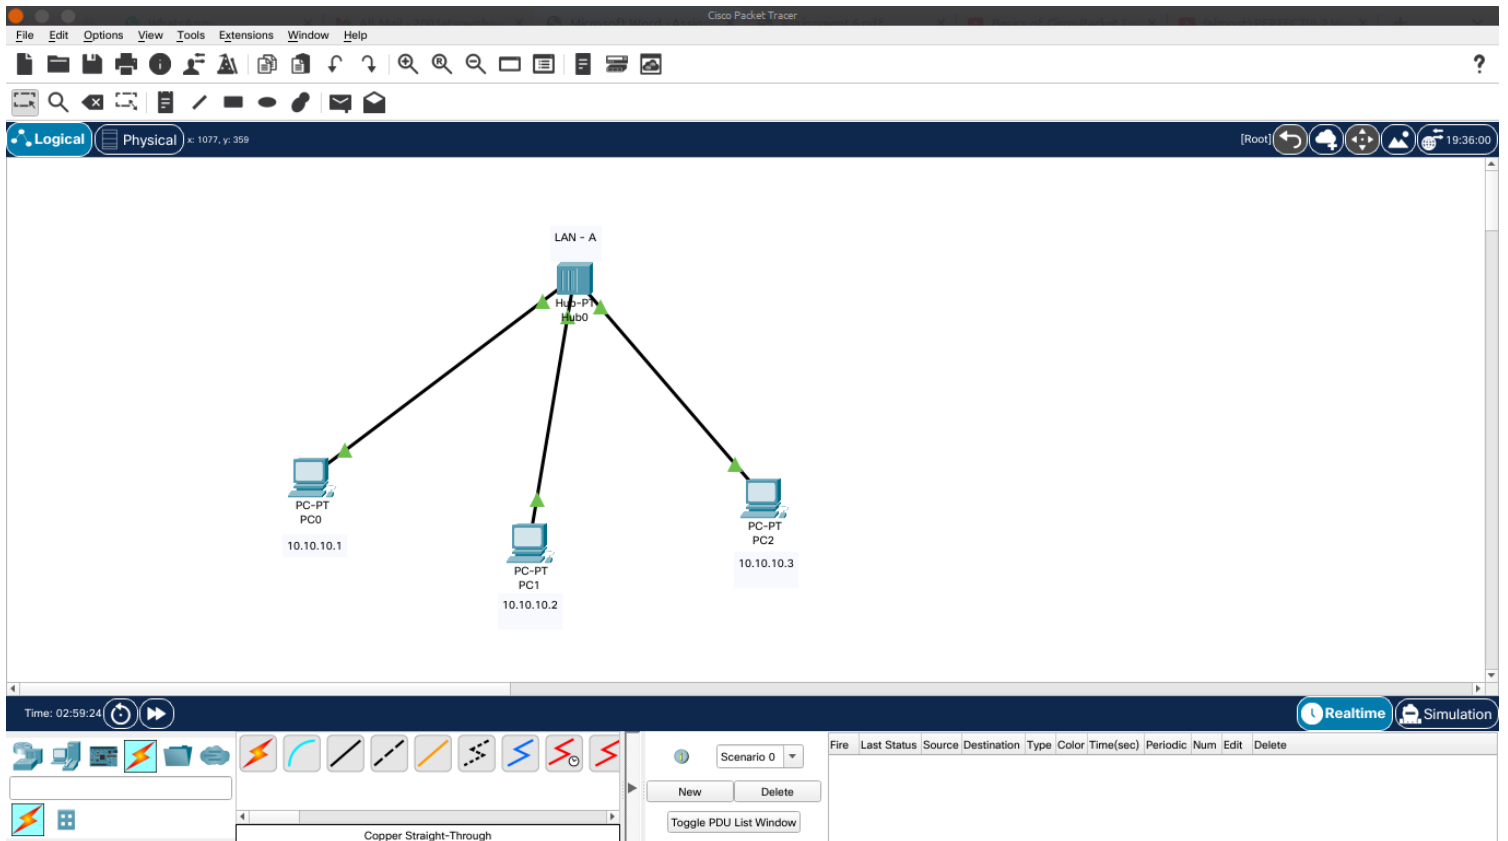 Cisco Packet Tracer
File Edit Options View Tools Extensions Window Help
?
Logical Physical x: 1077, y: 359 [Root] 19:36:00
LAN - A
Hub-PT
Hub0
PC-PT
PC0
10.10.10.1
PC-PT
PC1
10.10.10.2
PC-PT
PC2
10.10.10.3
Time: 02:59:24 Realtime Simulation
Scenario 0
New Delete
Toggle PDU List Window
Fire Last Status Source Destination Type Color Time(sec) Periodic Num Edit Delete
Copper Straight-Through